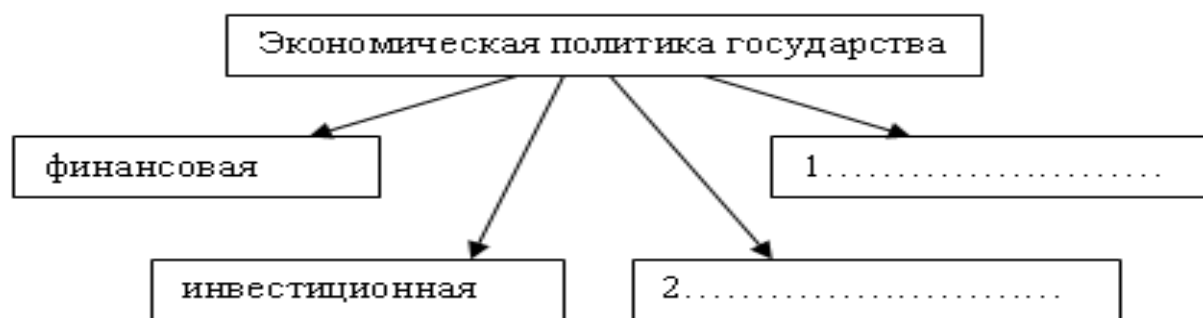 Экономическая политика государства
финансовая
1........................
инвестиционная
2...........................